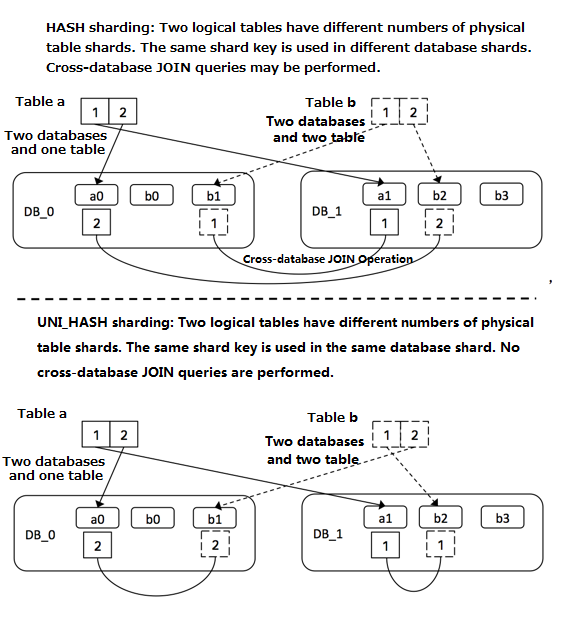 HASH sharding: Two logical tables have different numbers of physical
table shards. The same shard key is used in different database shards.
Cross-database JOIN queries may be performed.
Table a
1 2
Two databases
and one table
Table b
1 2
Two databases
and two table
DB_0
a0 b0 b1
2 1
DB_1
a1 b2 b3
1 2
Cross-database JOIN Operation
,
UNI_HASH sharding: Two logical tables have different numbers of physical
table shards. The same shard key is used in the same database shard. No
cross-database JOIN queries are performed.
Table a
1 2
Two databases
and one table
Table b
1 2
Two databases
and two table
DB_0
a0 b0 b1
2 2
DB_1
a1 b2 b3
1 1